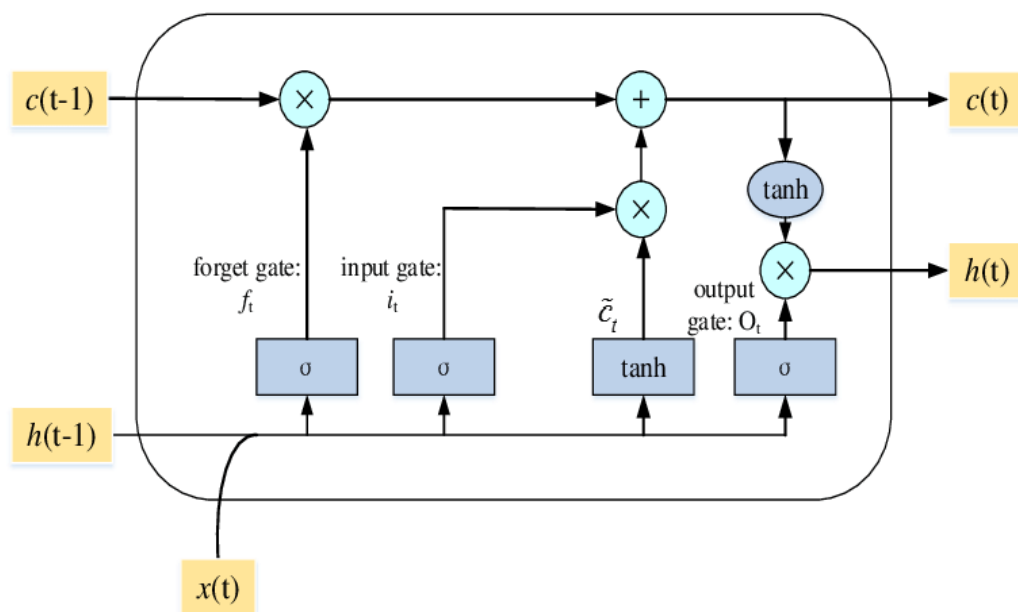 c(t-1)
×
+
c(t)
tanh
×
forget gate:
f_t
input gate:
i_t
c̃_t
output
gate: O_t
×
h(t)
σ
σ
tanh
σ
h(t-1)
x(t)